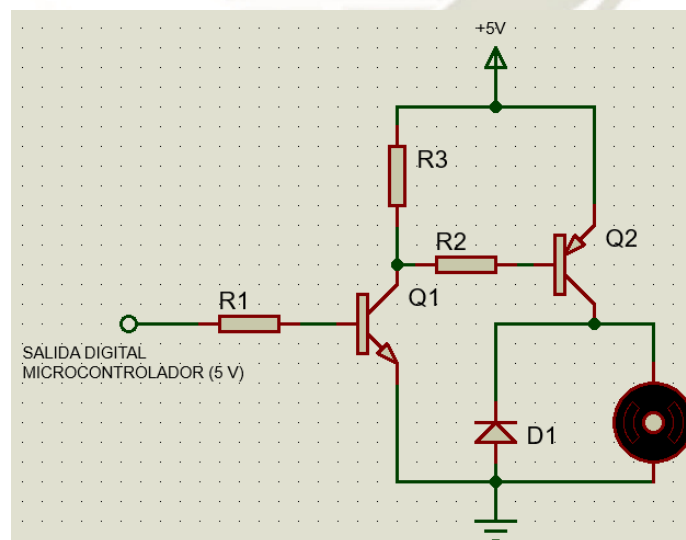 +5V
R3
R2
Q2
Q1
R1
SALIDA DIGITAL
MICROCONTROLADOR (5 V)
D1